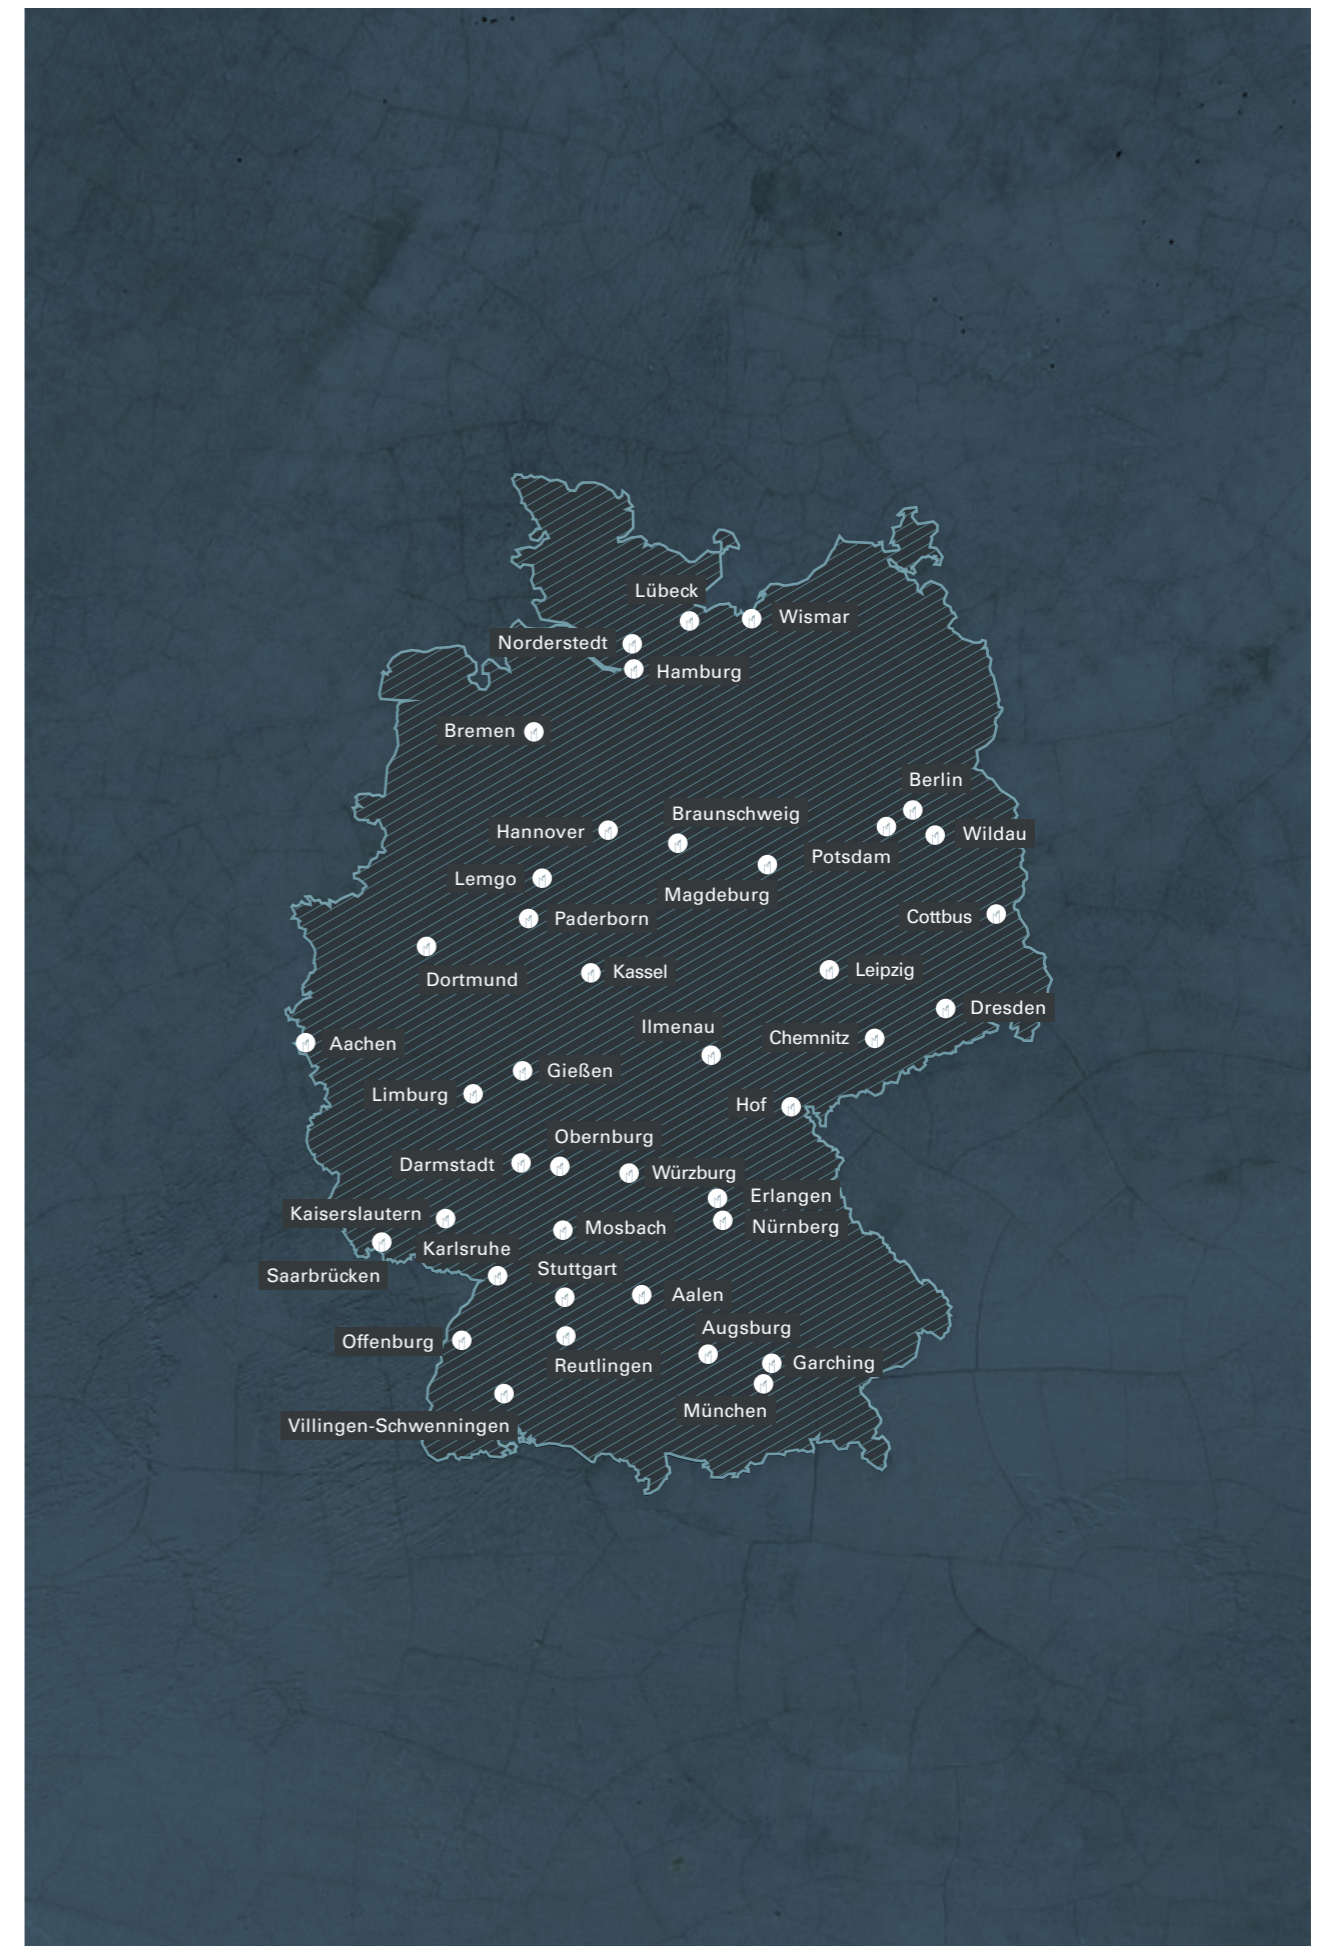 Lübeck
Wismar
Norderstedt
Hamburg
Bremen
Berlin
Braunschweig
Hannover
Wildau
Potsdam
Lemgo
Magdeburg
Paderborn
Cottbus
Dortmund
Kassel
Leipzig
Dresden
Ilmenau
Chemnitz
Aachen
Gießen
Limburg
Hof
Obernburg
Darmstadt
Würzburg
Erlangen
Kaiserslautern
Mosbach
Nürnberg
Karlsruhe
Saarbrücken
Stuttgart
Aalen
Augsburg
Offenburg
Reutlingen
Garching
München
Villingen-Schwenningen